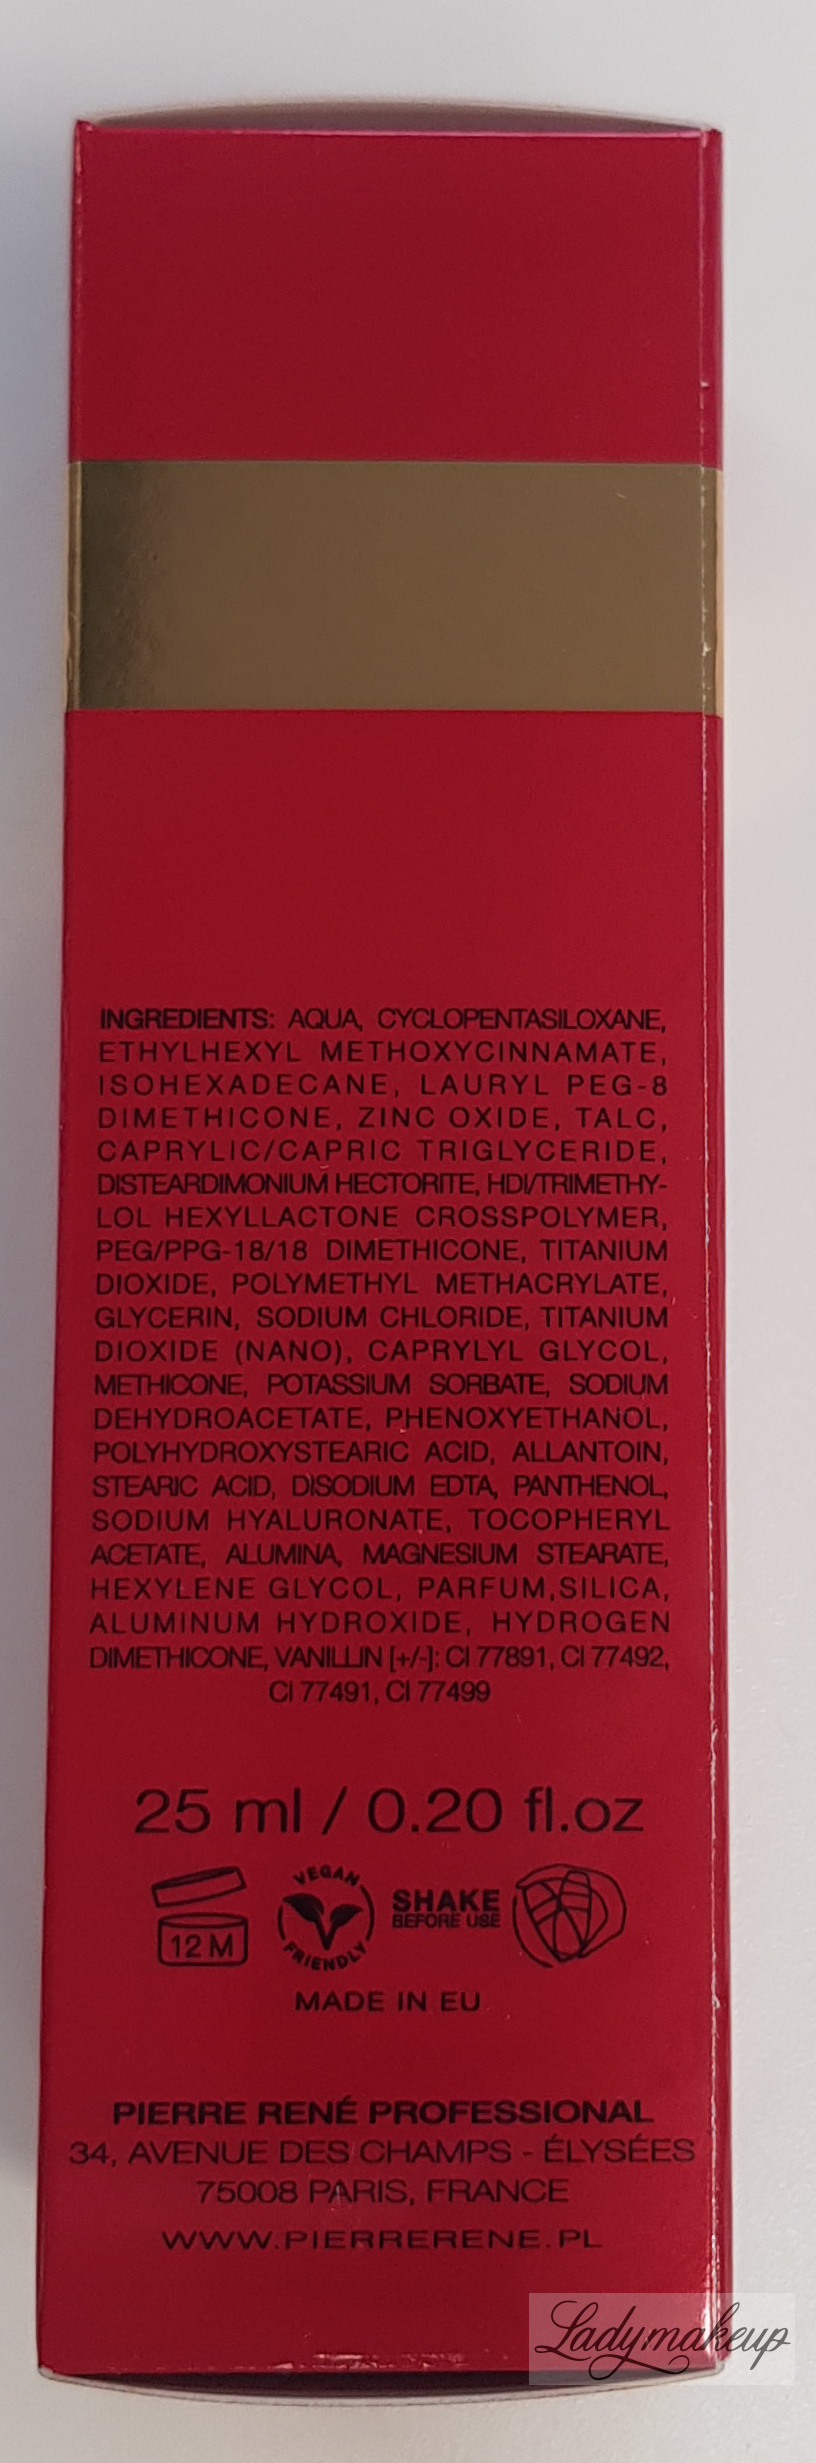 INGREDIENTS: AQUA, CYCLOPENTASILOXANE,
ETHYLHEXYL METHOXYCINNAMATE,
ISOHEXADECANE, LAURYL PEG-8
DIMETHICONE, ZINC OXIDE, TALC,
CAPRYLIC/CAPRIC TRIGLYCERIDE,
DISTEARDIMONIUM HECTORITE, HDI/TRIMETHY-
LOL HEXYLLACTONE CROSSPOLYMER,
PEG/PPG-18/18 DIMETHICONE, TITANIUM
DIOXIDE, POLYMETHYL METHACRYLATE,
GLYCERIN, SODIUM CHLORIDE, TITANIUM
DIOXIDE (NANO), CAPRYLYL GLYCOL,
METHICONE, POTASSIUM SORBATE, SODIUM
DEHYDROACETATE, PHENOXYETHANOL,
POLYHYDROXYSTEARIC ACID, ALLANTOIN,
STEARIC ACID, DISODIUM EDTA, PANTHENOL,
SODIUM HYALURONATE, TOCOPHERYL
ACETATE, ALUMINA, MAGNESIUM STEARATE,
HEXYLENE GLYCOL, PARFUM,SILICA,
ALUMINUM HYDROXIDE, HYDROGEN
DIMETHICONE, VANILLIN [+/-]: CI 77891, CI 77492,
CI 77491, CI 77499
25 ml / 0.20 fl.oz
12 M
VEGAN
FRIENDLY
SHAKE
BEFORE USE
MADE IN EU
PIERRE RENÉ PROFESSIONAL
34, AVENUE DES CHAMPS - ÉLYSÉES
75008 PARIS, FRANCE
WWW.PIERRERENE.PL
Ladymakeup